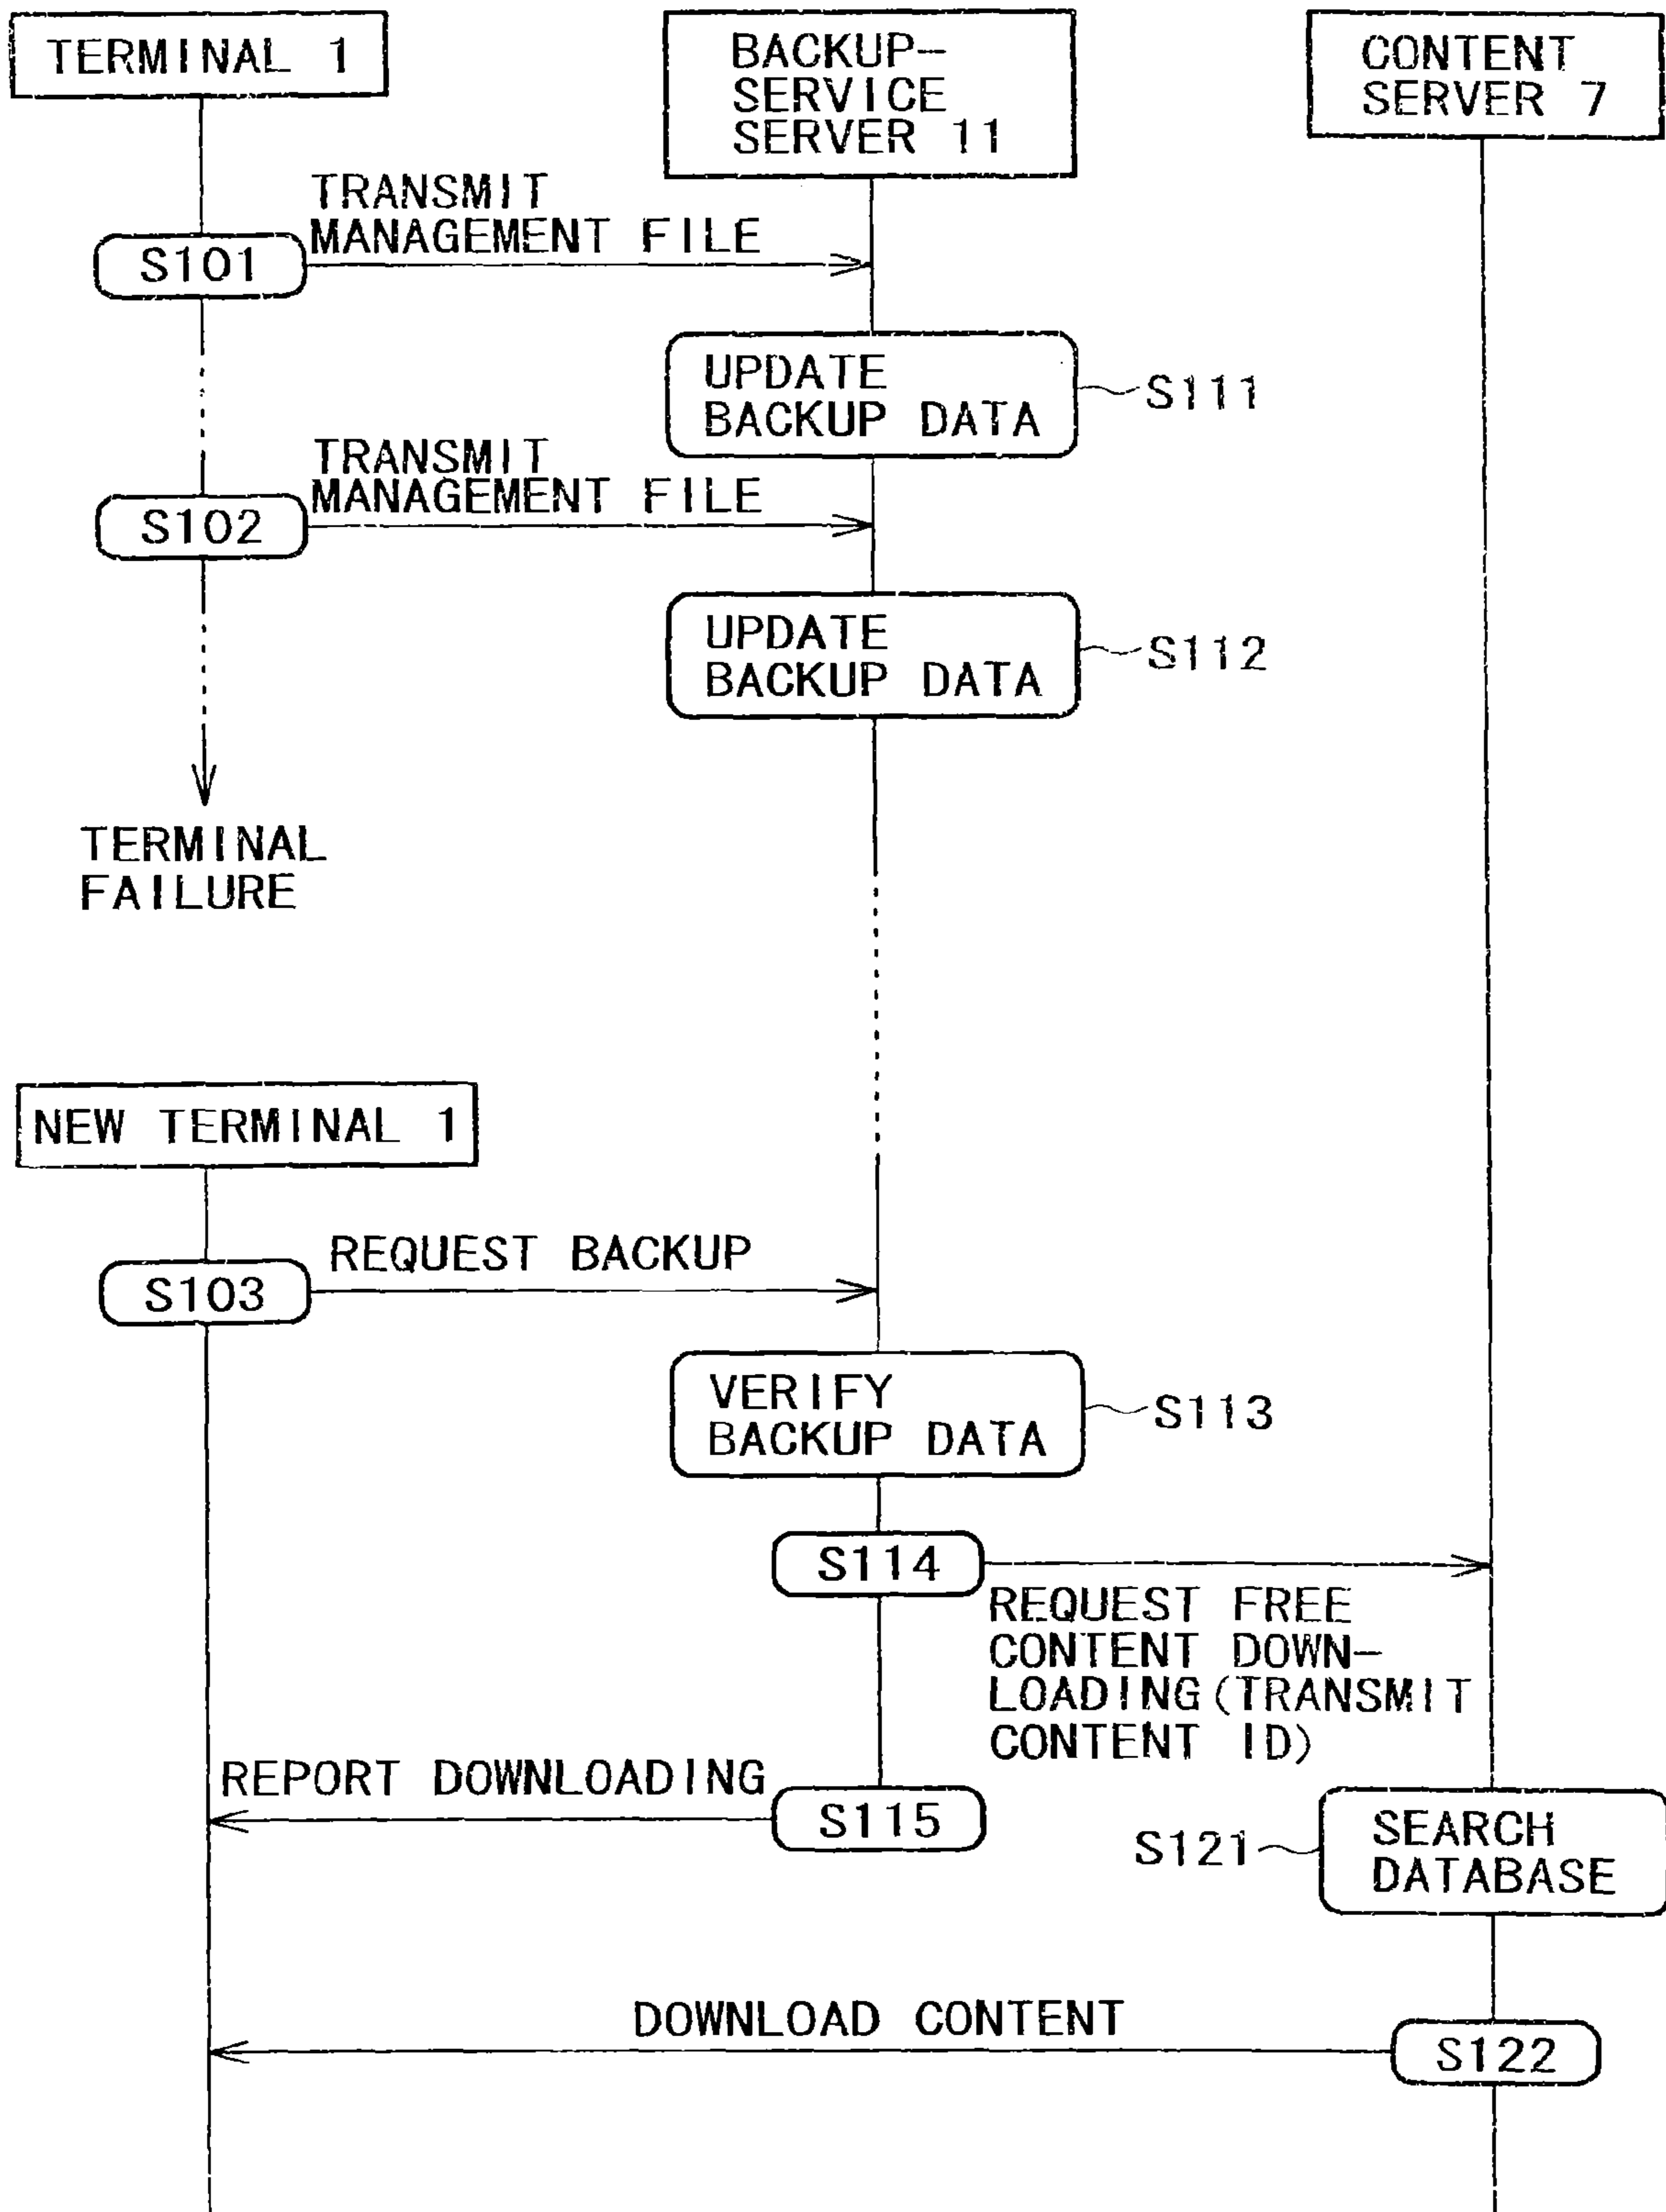 TERMINAL 1
BACKUP-
SERVICE
SERVER 11
CONTENT
SERVER 7
TRANSMIT
MANAGEMENT FILE
S101
UPDATE
BACKUP DATA
S111
TRANSMIT
MANAGEMENT FILE
S102
UPDATE
BACKUP DATA
S112
TERMINAL
FAILURE
NEW TERMINAL 1
REQUEST BACKUP
S103
VERIFY
BACKUP DATA
S113
S114
REQUEST FREE
CONTENT DOWN-
LOADING (TRANSMIT
CONTENT ID)
REPORT DOWNLOADING
S115
S121
SEARCH
DATABASE
DOWNLOAD CONTENT
S122